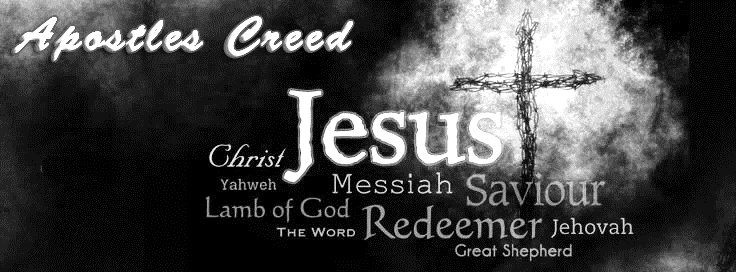 Apostles Creed
Jesus
Christ
Yahweh Messiah Saviour
Lamb of God
The Word Redeemer Jehovah
Great Shepherd